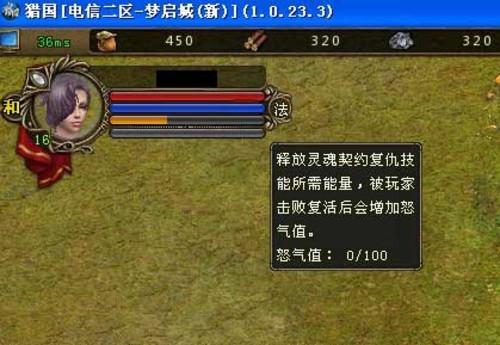 猎国[电信二区-梦启城(新)](1.0.23.3)
36ms 450 320 320
和
法
16
释放灵魂契约复仇技
能所需能量，被玩家
击败复活后会增加怒
气值。
怒气值： 0/100